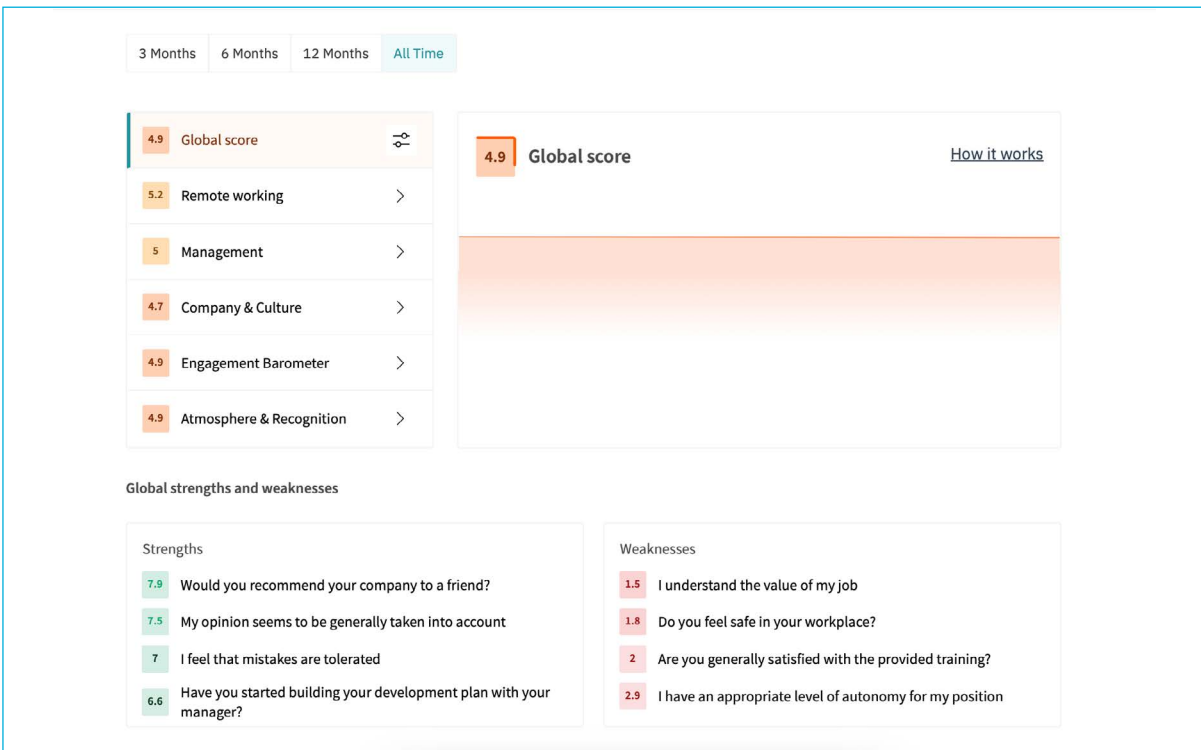 3 Months 6 Months 12 Months All Time
4.9 Global score
5.2 Remote working
5 Management
4.7 Company & Culture
4.9 Engagement Barometer
4.9 Atmosphere & Recognition
4.9 Global score How it works
Global strengths and weaknesses
Strengths
7.9 Would you recommend your company to a friend?
7.5 My opinion seems to be generally taken into account
7 I feel that mistakes are tolerated
6.6 Have you started building your development plan with your
manager?
Weaknesses
1.5 I understand the value of my job
1.8 Do you feel safe in your workplace?
2 Are you generally satisfied with the provided training?
2.9 I have an appropriate level of autonomy for my position